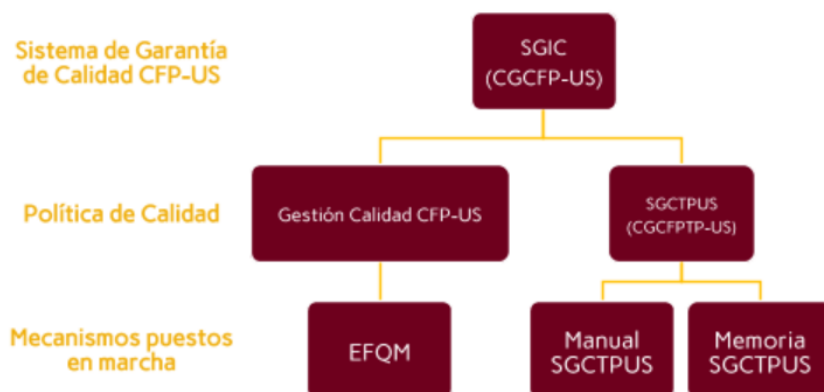 Sistema de Garantía
de Calidad CFP-US
SGIC
(CGCFP-US)
Política de Calidad
Gestión Calidad CFP-US
SGCTPUS
(CGCFPTP-US)
Mecanismos puestos
en marcha
EFQM
Manual
SGCTPUS
Memoria
SGCTPUS